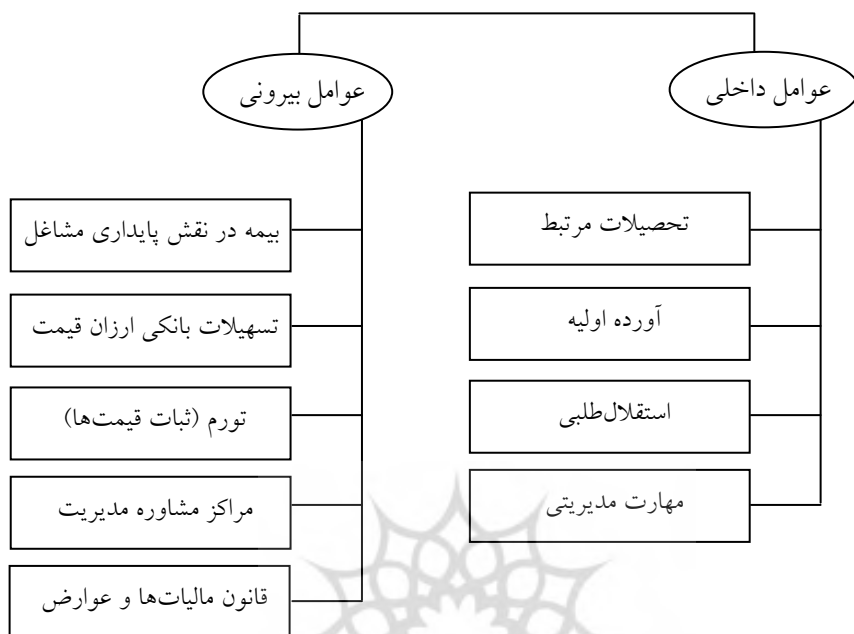 عوامل داخلی
تحصیلات مرتبط
آورده اولیه
استقلال‌طلبی
مهارت مدیریتی
عوامل بیرونی
بیمه در نقش پایداری مشاغل
تسهیلات بانکی ارزان قیمت
تورم (ثبات قیمت‌ها)
مراکز مشاوره مدیریت
قانون مالیات‌ها و عوارض